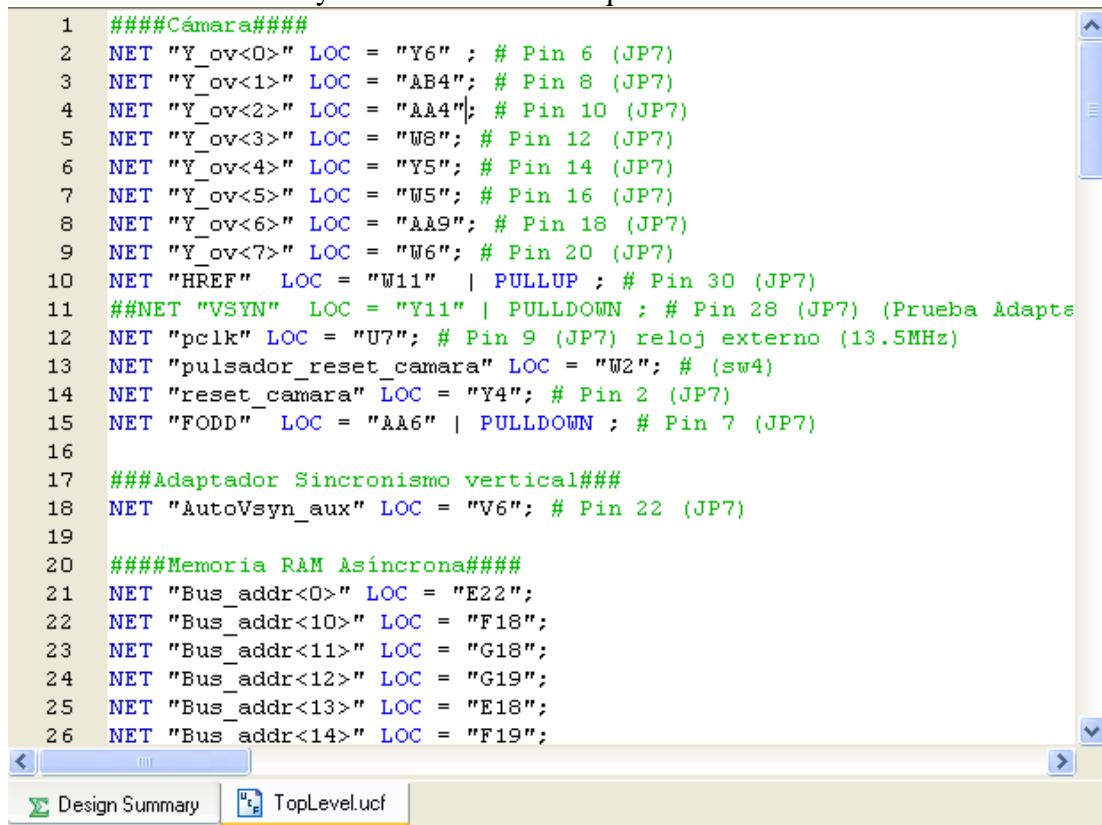 1 ####Cámara####
2 NET "Y_ov<0>" LOC = "Y6" ; # Pin 6 (JP7)
3 NET "Y_ov<1>" LOC = "AB4"; # Pin 8 (JP7)
4 NET "Y_ov<2>" LOC = "AA4"; # Pin 10 (JP7)
5 NET "Y_ov<3>" LOC = "W8"; # Pin 12 (JP7)
6 NET "Y_ov<4>" LOC = "Y5"; # Pin 14 (JP7)
7 NET "Y_ov<5>" LOC = "W5"; # Pin 16 (JP7)
8 NET "Y_ov<6>" LOC = "AA9"; # Pin 18 (JP7)
9 NET "Y_ov<7>" LOC = "W6"; # Pin 20 (JP7)
10 NET "HREF"  LOC = "W11"  | PULLUP ; # Pin 30 (JP7)
11 ##NET "VSYN"  LOC = "Y11" | PULLDOWN ; # Pin 28 (JP7) (Prueba Adapta
12 NET "pclk" LOC = "U7"; # Pin 9 (JP7) reloj externo (13.5MHz)
13 NET "pulsador_reset_camara" LOC = "W2"; # (sw4)
14 NET "reset_camara" LOC = "Y4"; # Pin 2 (JP7)
15 NET "FODD"  LOC = "AA6" | PULLDOWN ; # Pin 7 (JP7)
16
17 ###Adaptador Sincronismo vertical###
18 NET "AutoVsyn_aux" LOC = "V6"; # Pin 22 (JP7)
19
20 ####Memoria RAM Asíncrona####
21 NET "Bus_addr<0>" LOC = "E22";
22 NET "Bus_addr<10>" LOC = "F18";
23 NET "Bus_addr<11>" LOC = "G18";
24 NET "Bus_addr<12>" LOC = "G19";
25 NET "Bus_addr<13>" LOC = "E18";
26 NET "Bus_addr<14>" LOC = "F19";
Design Summary TopLevel.ucf